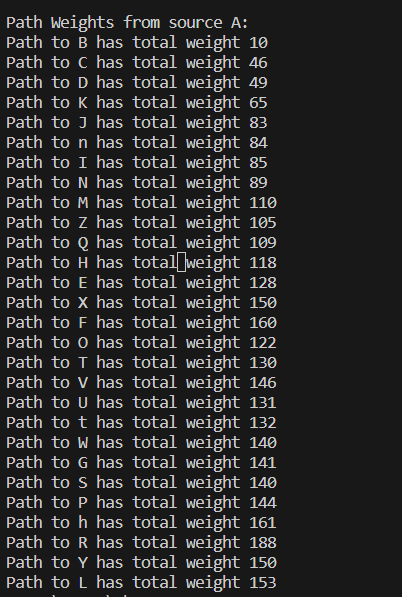 Path Weights from source A:
Path to B has total weight 10
Path to C has total weight 46
Path to D has total weight 49
Path to K has total weight 65
Path to J has total weight 83
Path to n has total weight 84
Path to I has total weight 85
Path to N has total weight 89
Path to M has total weight 110
Path to Z has total weight 105
Path to Q has total weight 109
Path to H has total weight 118
Path to E has total weight 128
Path to X has total weight 150
Path to F has total weight 160
Path to O has total weight 122
Path to T has total weight 130
Path to V has total weight 146
Path to U has total weight 131
Path to t has total weight 132
Path to W has total weight 140
Path to G has total weight 141
Path to S has total weight 140
Path to P has total weight 144
Path to h has total weight 161
Path to R has total weight 188
Path to Y has total weight 150
Path to L has total weight 153